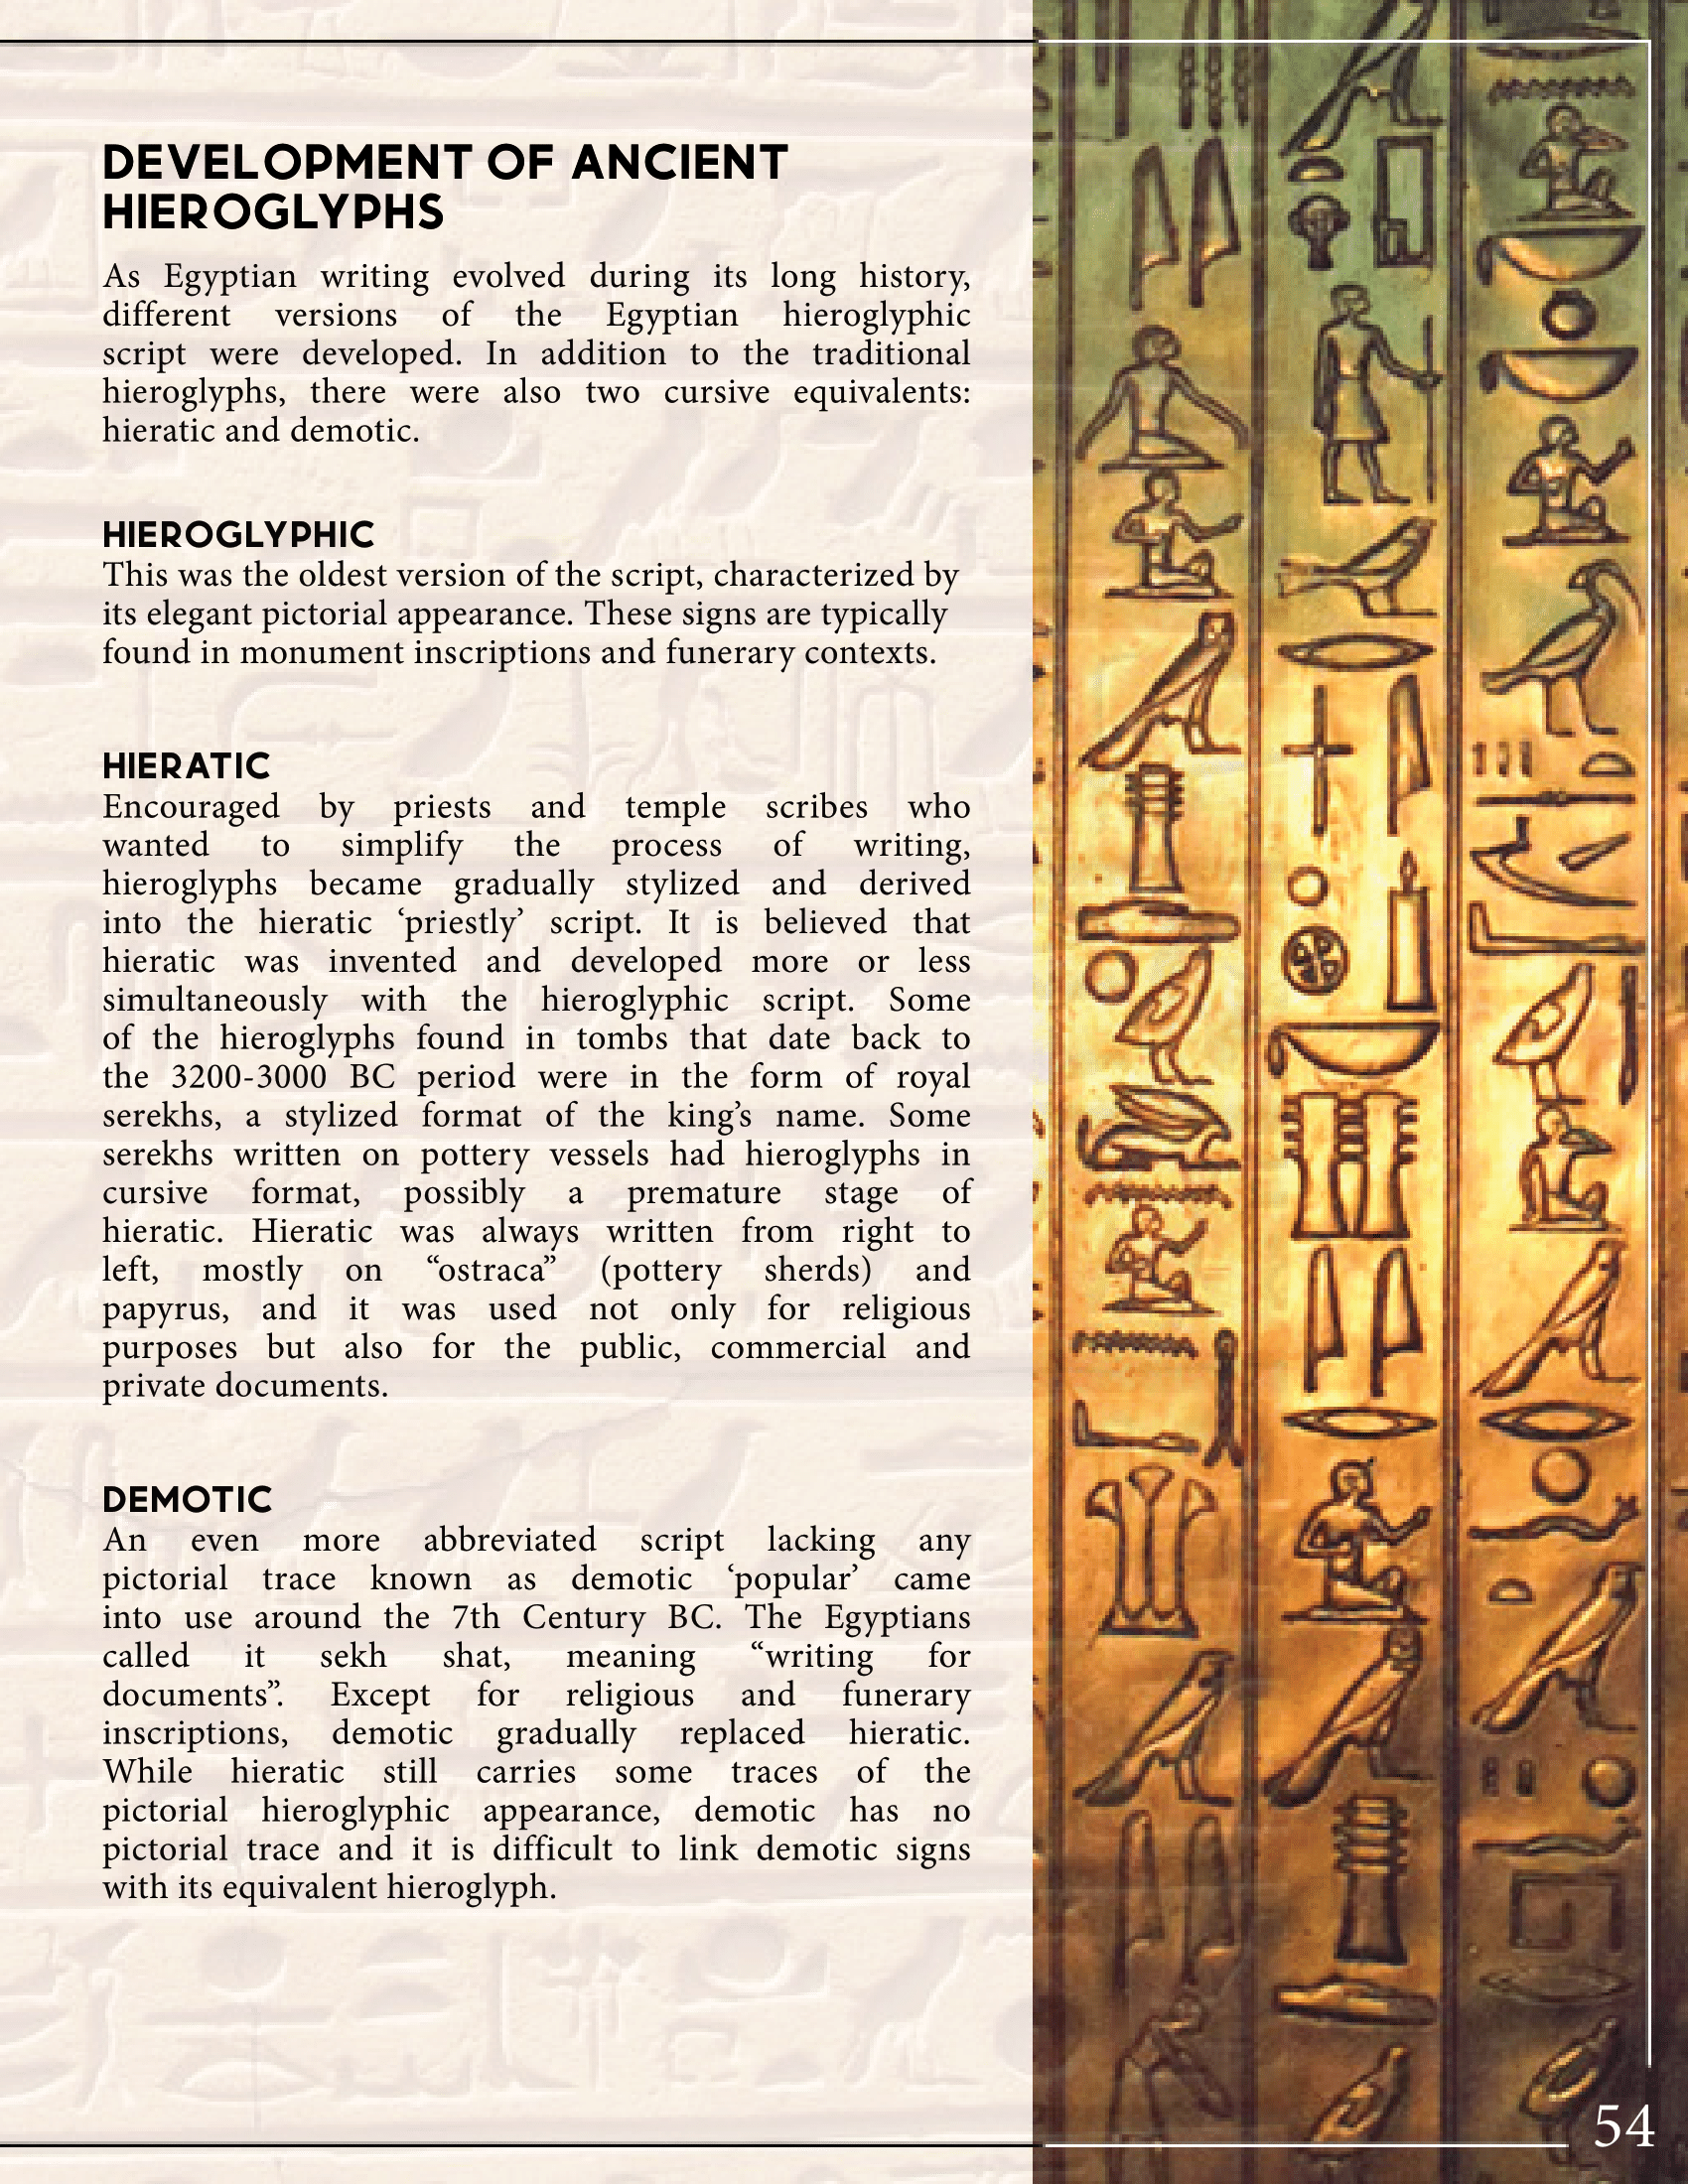 DEVELOPMENT OF ANCIENT
HIEROGLYPHS
As Egyptian writing evolved during its long history,
different versions of the Egyptian hieroglyphic
script were developed. In addition to the traditional
hieroglyphs, there were also two cursive equivalents:
hieratic and demotic.
HIEROGLYPHIC
This was the oldest version of the script, characterized by
its elegant pictorial appearance. These signs are typically
found in monument inscriptions and funerary contexts.
HIERATIC
Encouraged by priests and temple scribes who
wanted to simplify the process of writing,
hieroglyphs became gradually stylized and derived
into the hieratic ‘priestly’ script. It is believed that
hieratic was invented and developed more or less
simultaneously with the hieroglyphic script. Some
of the hieroglyphs found in tombs that date back to
the 3200-3000 BC period were in the form of royal
serekhs, a stylized format of the king’s name. Some
serekhs written on pottery vessels had hieroglyphs in
cursive format, possibly a premature stage of
hieratic. Hieratic was always written from right to
left, mostly on “ostraca” (pottery sherds) and
papyrus, and it was used not only for religious
purposes but also for the public, commercial and
private documents.
DEMOTIC
An even more abbreviated script lacking any
pictorial trace known as demotic ‘popular’ came
into use around the 7th Century BC. The Egyptians
called it sekh shat, meaning “writing for
documents”. Except for religious and funerary
inscriptions, demotic gradually replaced hieratic.
While hieratic still carries some traces of the
pictorial hieroglyphic appearance, demotic has no
pictorial trace and it is difficult to link demotic signs
with its equivalent hieroglyph.
54